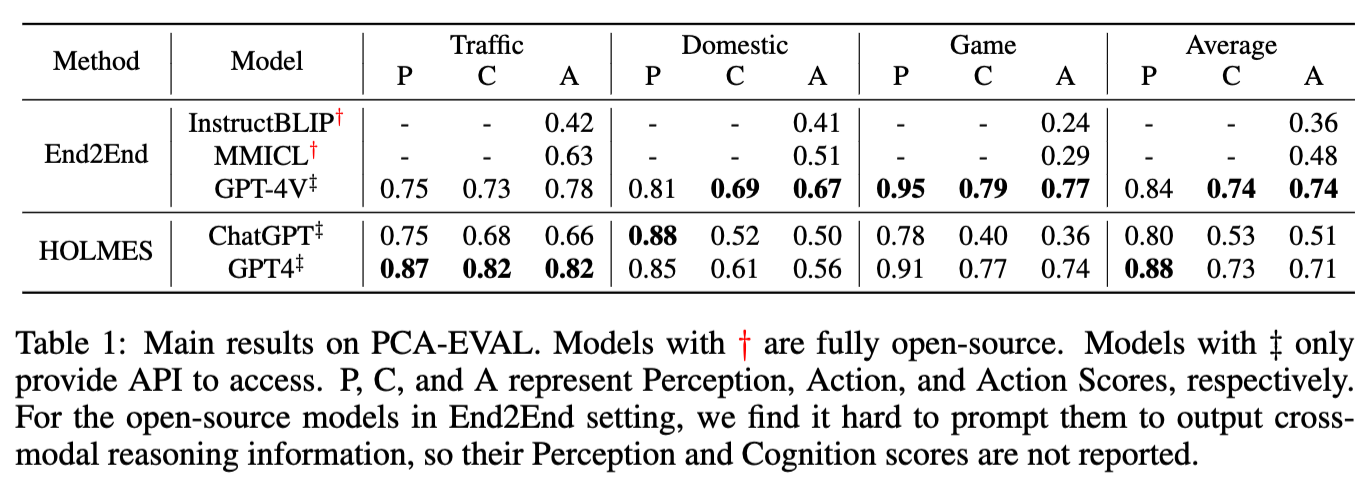 Method Model Traffic Domestic Game Average
P C A P C A P C A P C A
End2End
InstructBLIP† - - 0.42 - - 0.41 - - 0.24 - - 0.36
MMICL† - - 0.63 - - 0.51 - - 0.29 - - 0.48
GPT-4V‡ 0.75 0.73 0.78 0.81 0.69 0.67 0.95 0.79 0.77 0.84 0.74 0.74
HOLMES
ChatGPT‡ 0.75 0.68 0.66 0.88 0.52 0.50 0.78 0.40 0.36 0.80 0.53 0.51
GPT4‡ 0.87 0.82 0.82 0.85 0.61 0.56 0.91 0.77 0.74 0.88 0.73 0.71
Table 1: Main results on PCA-EVAL. Models with † are fully open-source. Models with ‡ only
provide API to access. P, C, and A represent Perception, Action, and Action Scores, respectively.
For the open-source models in End2End setting, we find it hard to prompt them to output cross-
modal reasoning information, so their Perception and Cognition scores are not reported.